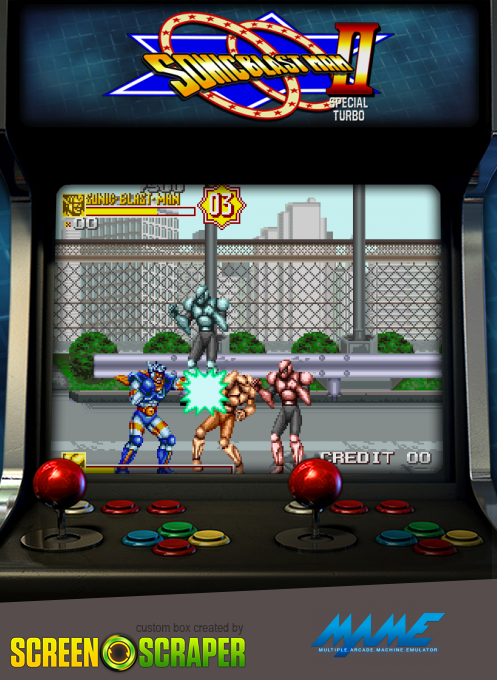 SONIC BLAST MAN II
SPECIAL
TURBO
SONIC-BLAST-MAN
03
×00
CREDIT 00
custom box created by
SCREEN SCRAPER
MAME
MULTIPLE ARCADE MACHINE EMULATOR